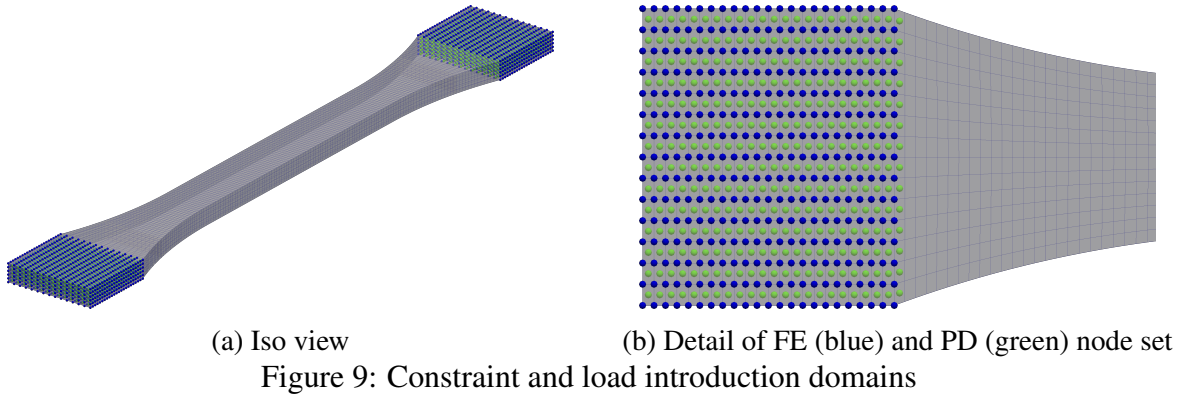 (a) Iso view
(b) Detail of FE (blue) and PD (green) node set
Figure 9: Constraint and load introduction domains